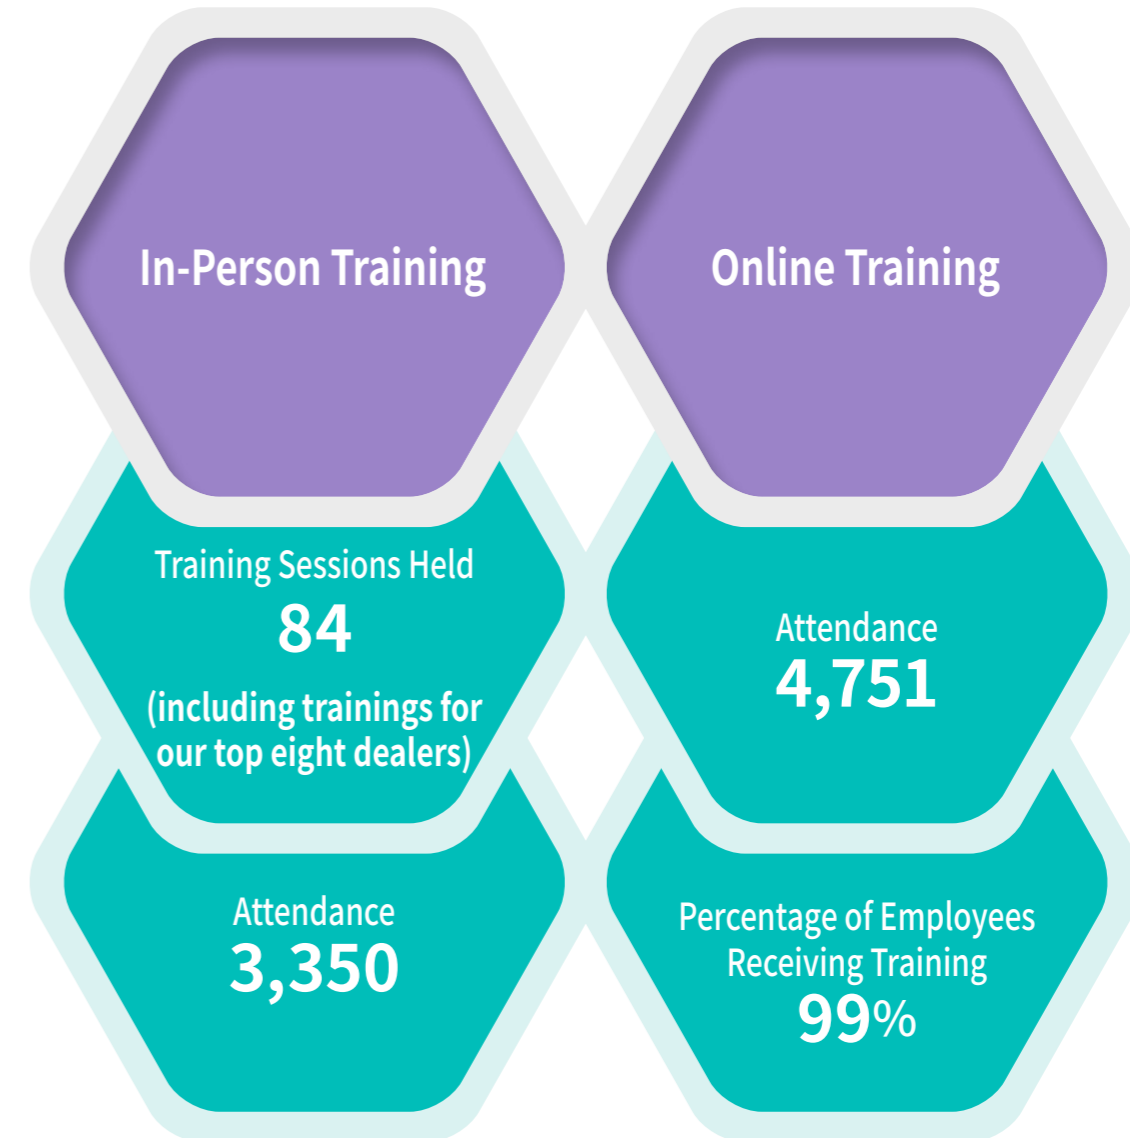 In-Person Training
Training Sessions Held
84
(including trainings for
our top eight dealers)
Attendance
3,350
Online Training
Attendance
4,751
Percentage of Employees
Receiving Training
99%